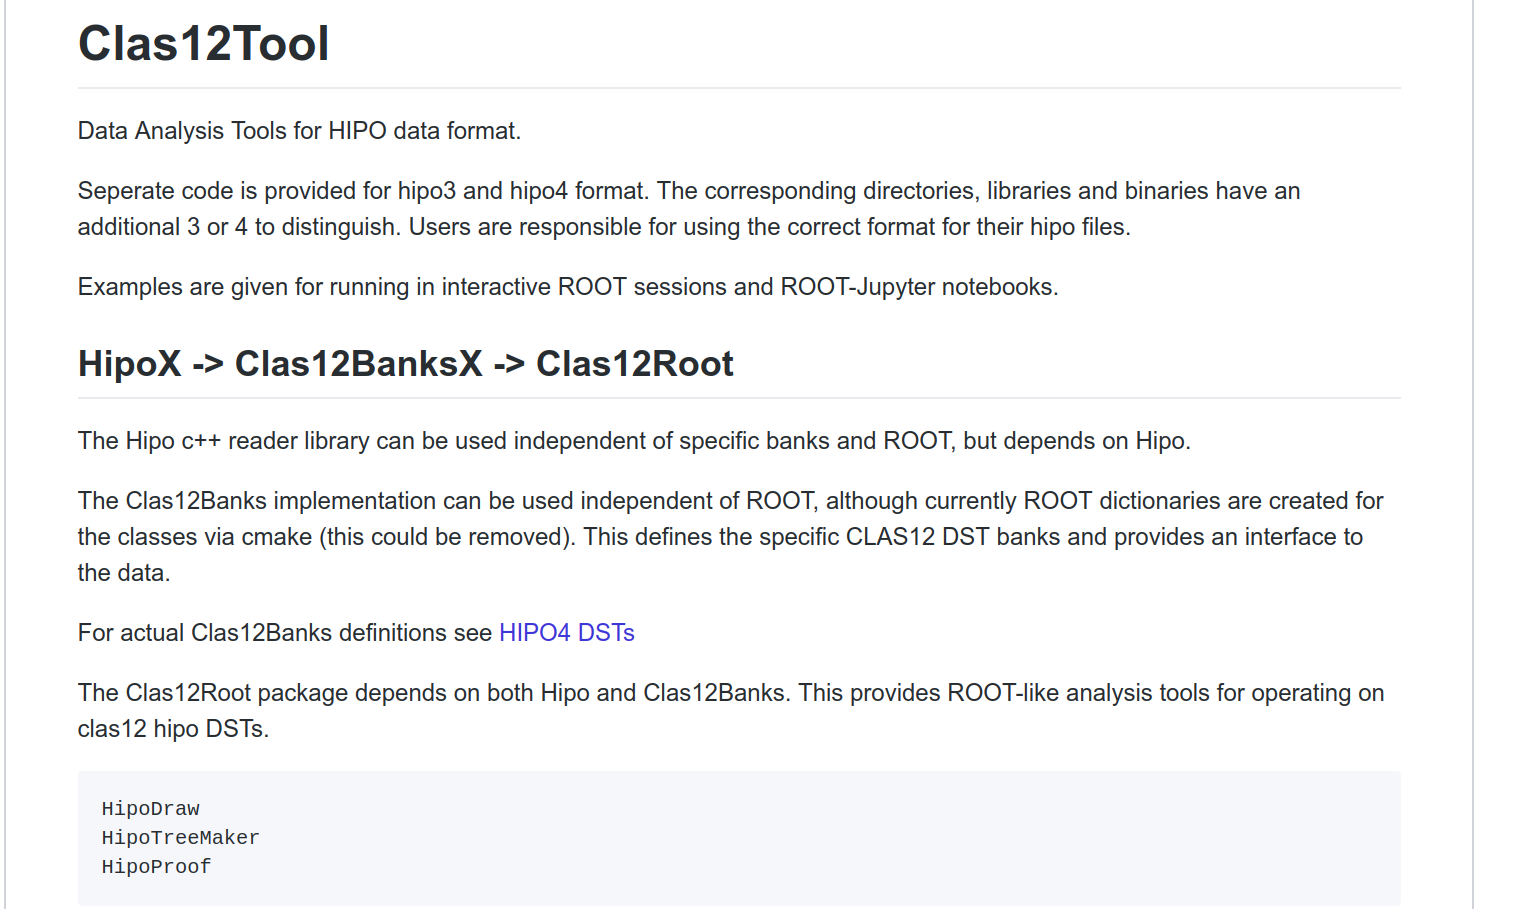 Clas12Tool
Data Analysis Tools for HIPO data format.
Seperate code is provided for hipo3 and hipo4 format. The corresponding directories, libraries and binaries have an
additional 3 or 4 to distinguish. Users are responsible for using the correct format for their hipo files.
Examples are given for running in interactive ROOT sessions and ROOT-Jupyter notebooks.
HipoX -> Clas12BanksX -> Clas12Root
The Hipo c++ reader library can be used independent of specific banks and ROOT, but depends on Hipo.
The Clas12Banks implementation can be used independent of ROOT, although currently ROOT dictionaries are created for
the classes via cmake (this could be removed). This defines the specific CLAS12 DST banks and provides an interface to
the data.
For actual Clas12Banks definitions see HIPO4 DSTs
The Clas12Root package depends on both Hipo and Clas12Banks. This provides ROOT-like analysis tools for operating on
clas12 hipo DSTs.
HipoDraw
HipoTreeMaker
HipoProof